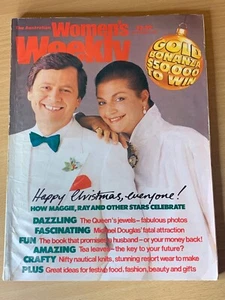 The Australian
Women's
Weekly
GOLD
BONANZA
$50,000
TO WIN
Happy Christmas, everyone!
HOW MAGGIE, RAY AND OTHER STARS CELEBRATE
DAZZLING The Queen's jewels – fabulous photos
FASCINATING Michael Douglas' fatal attraction
FUN The book that promises a husband – or your money back!
AMAZING Tea leaves – the key to your future?
CRAFTY Nifty nautical knits, stunning resort wear to make
PLUS Great ideas for festive food, fashion, beauty and gifts